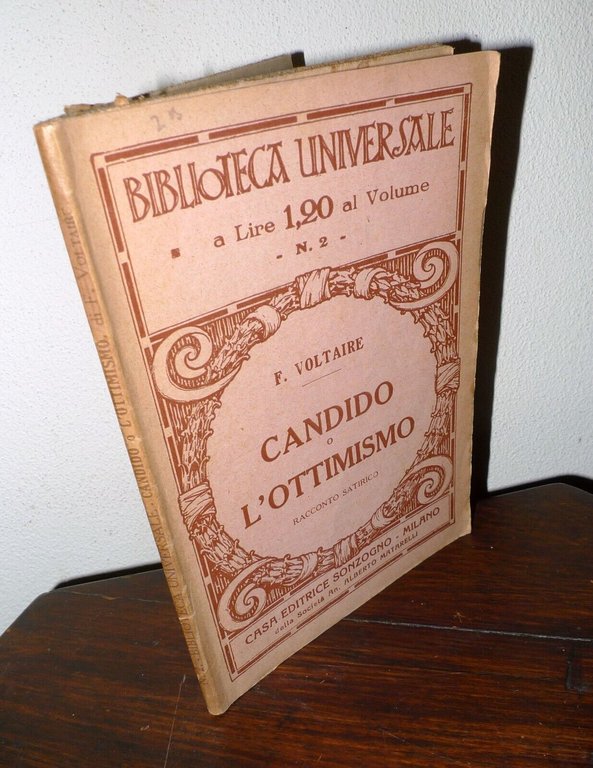 BIBLIOTECA UNIVERSALE
a Lire 1,20 al Volume
- N. 2 -
F. VOLTAIRE
CANDIDO
O
L'OTTIMISMO
RACCONTO SATIRICO
CASA EDITRICE SONZOGNO - MILANO
della Società An. ALBERTO MATARELLI
UNIVERSALE. CANDIDO o L'OTTIMISMO, di F. Voltaire